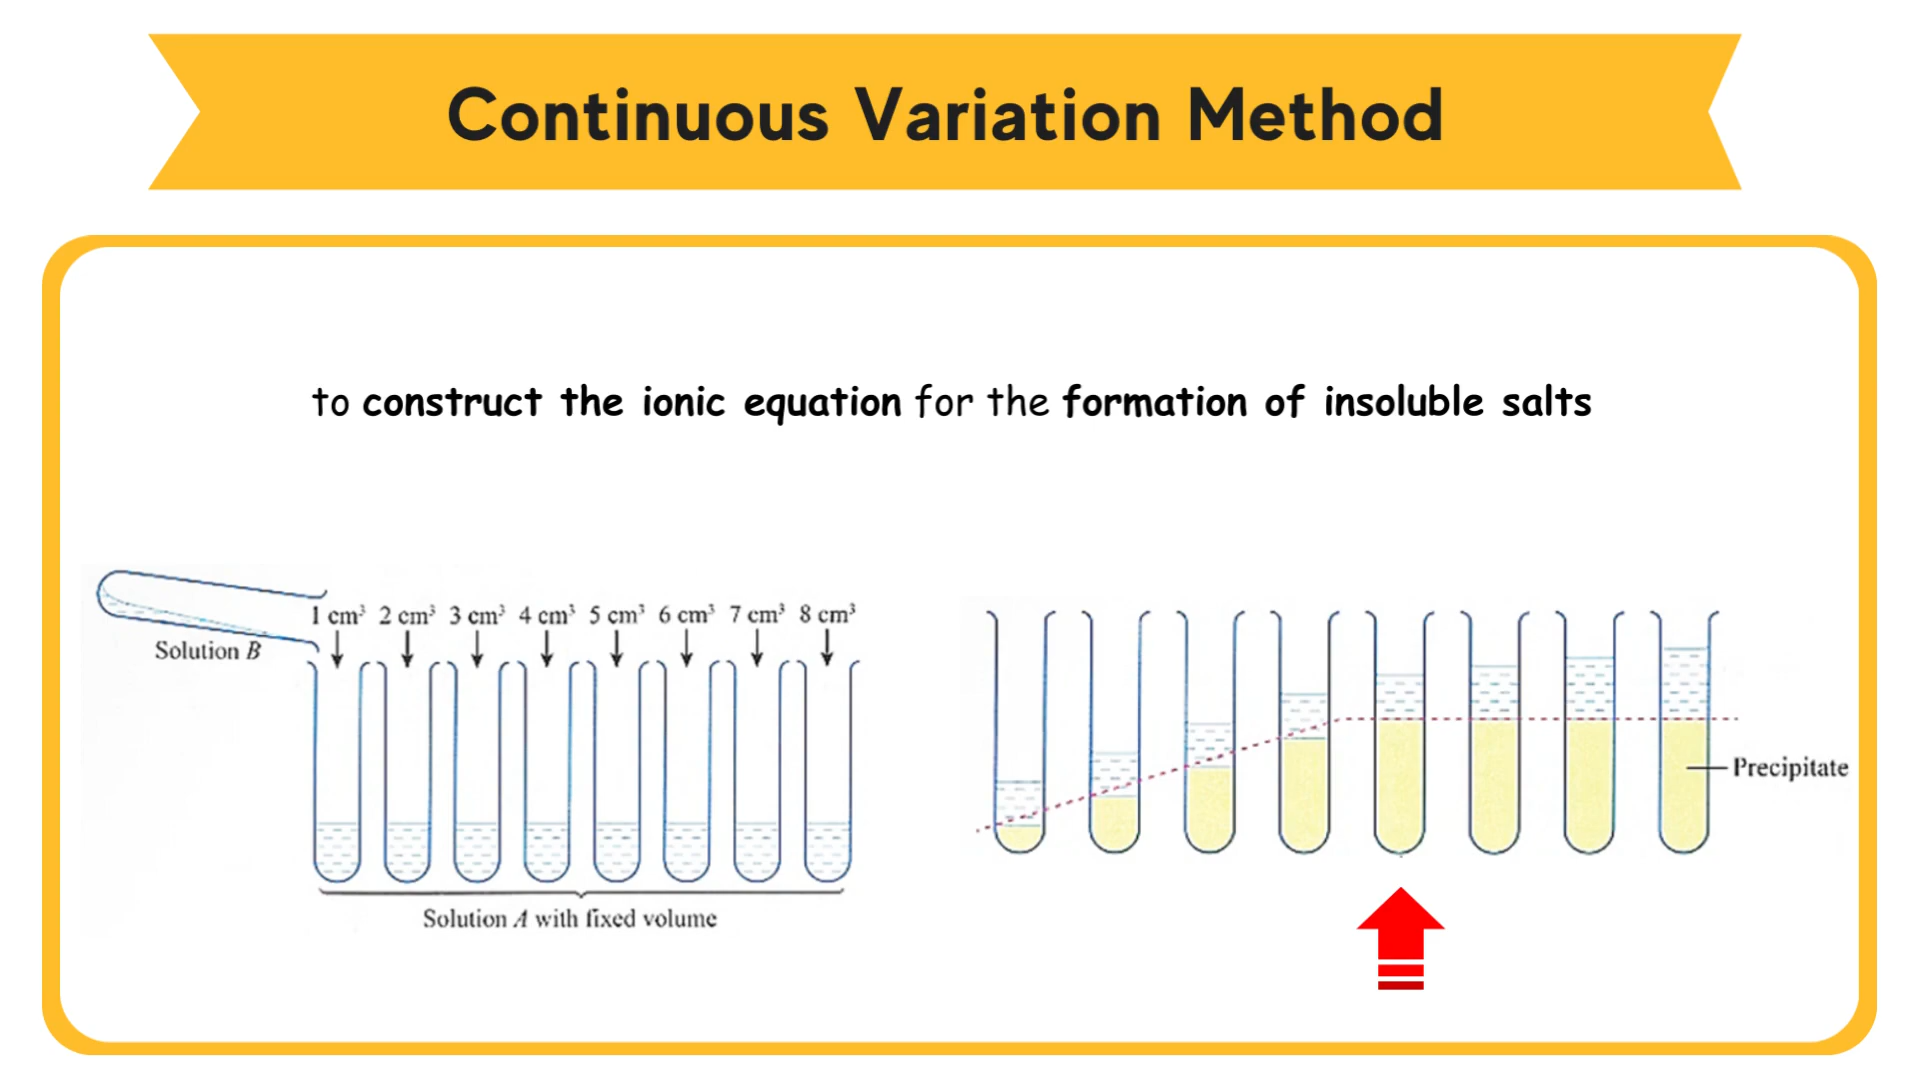 Continuous Variation Method
to construct the ionic equation for the formation of insoluble salts
1 cm³ 2 cm³ 3 cm³ 4 cm³ 5 cm³ 6 cm³ 7 cm³ 8 cm³
Solution B
Solution A with fixed volume
Precipitate